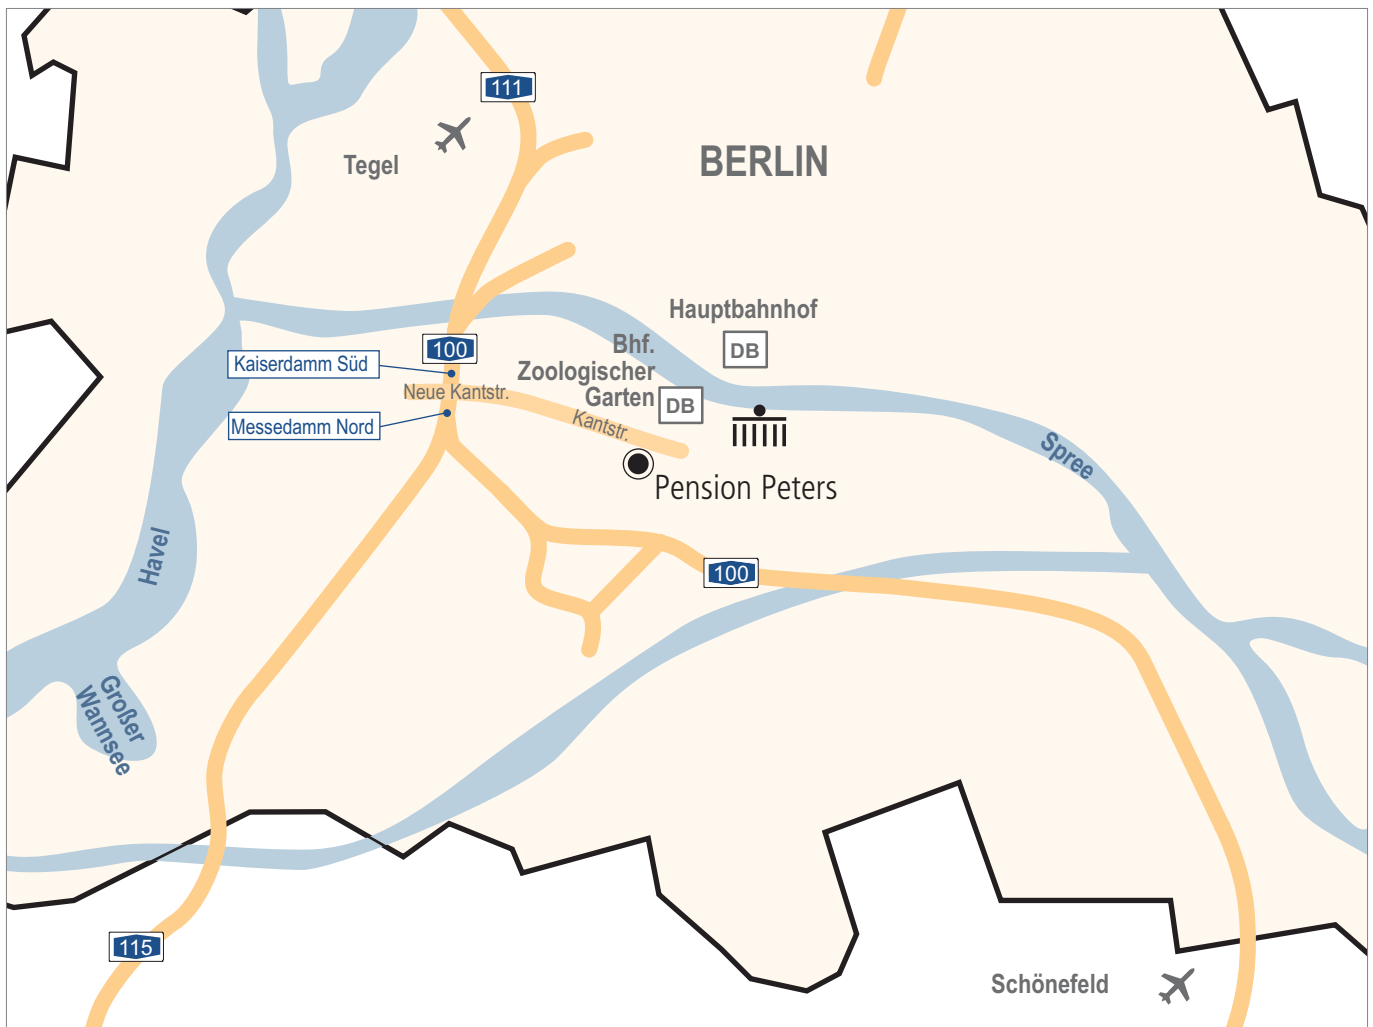 111
Tegel
BERLIN
Hauptbahnhof
DB
Bhf.
Zoologischer
Garten
DB
100
Kaiserdamm Süd
Neue Kantstr.
Messedamm Nord
Kantstr.
Pension Peters
Spree
Havel
100
Großer
Wannsee
115
Schönefeld